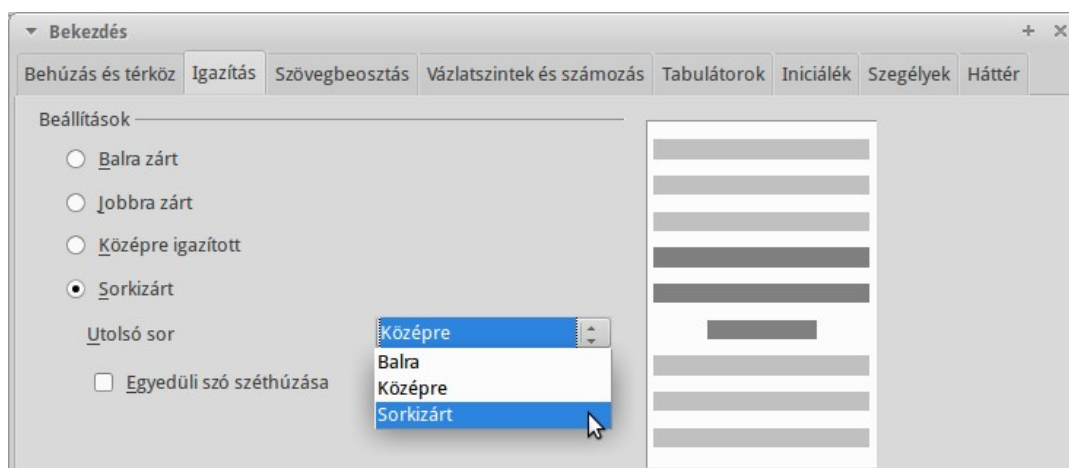 Bekezdés
Behúzás és térköz Igazítás Szövegbeosztás Vázlatszintek és számozás Tabulátorok Iniciálék Szegélyek Háttér
Beállítások
Balra zárt
Jobbra zárt
Középre igazított
Sorkizárt
Utolsó sor Középre
Balra
Egyedüli szó széthúzása Középre
Sorkizárt